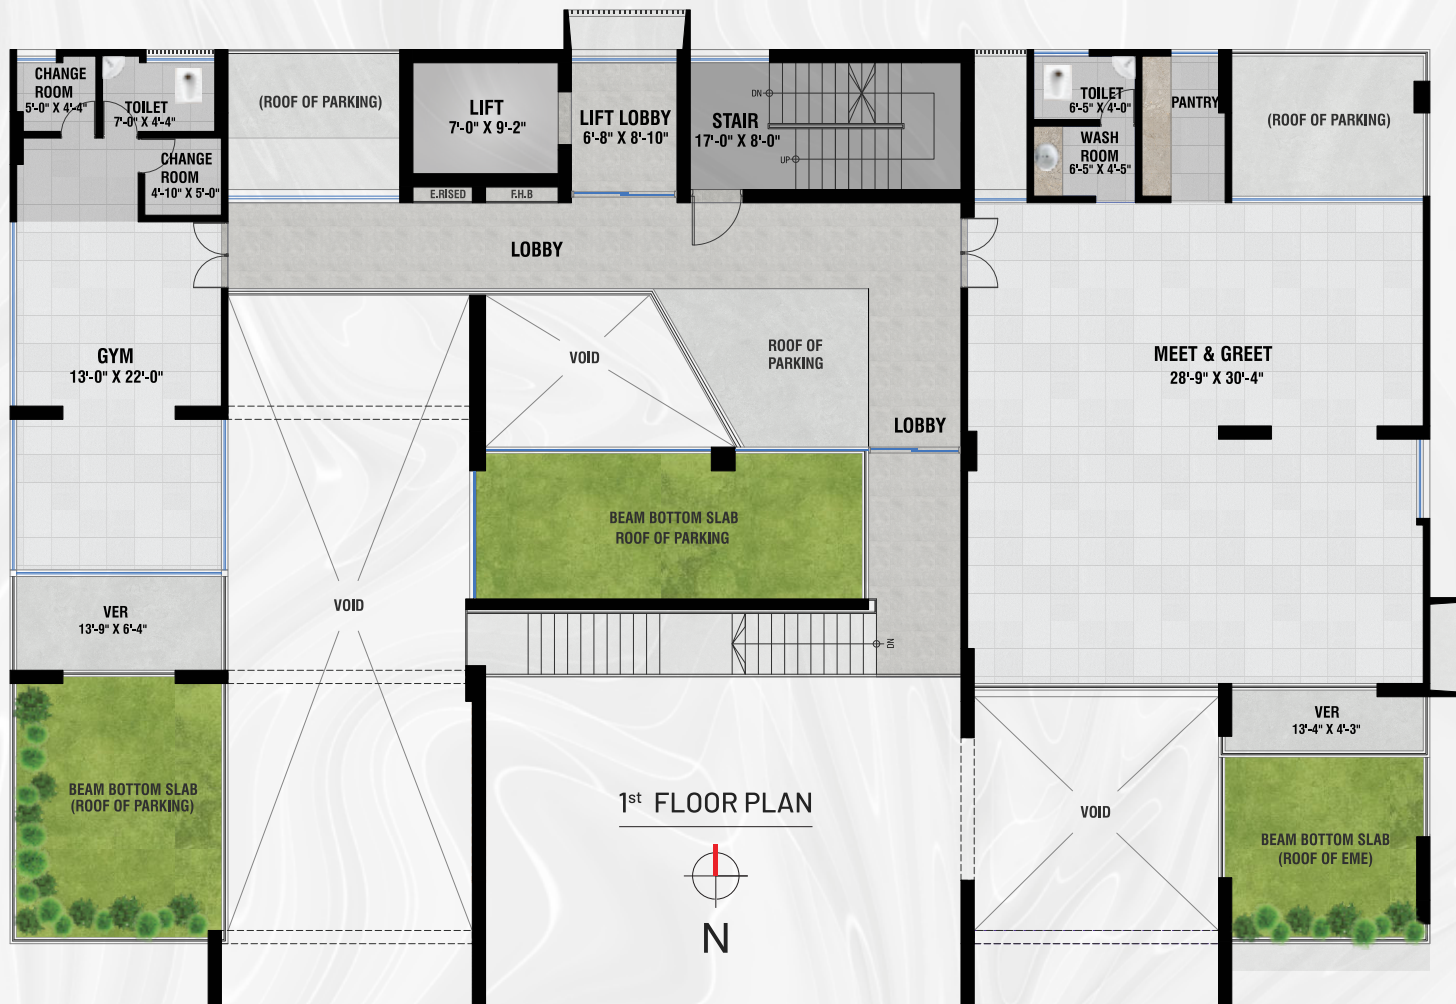 CHANGE
ROOM
5'-0" X 4'-4"
TOILET
7'-0" X 4'-4"
CHANGE
ROOM
4'-10" X 5'-0"
(ROOF OF PARKING)
LIFT
7'-0" X 9'-2"
LIFT LOBBY
6'-8" X 8'-10"
STAIR
17'-0" X 8'-0"
DN
UP
E.RISED
F.H.B
TOILET
6'-5" X 4'-0"
WASH
ROOM
6'-5" X 4'-5"
PANTRY
(ROOF OF PARKING)
LOBBY
GYM
13'-0" X 22'-0"
VOID
ROOF OF
PARKING
MEET & GREET
28'-9" X 30'-4"
LOBBY
BEAM BOTTOM SLAB
ROOF OF PARKING
VER
13'-9" X 6'-4"
VOID
DN
VER
13'-4" X 4'-3"
BEAM BOTTOM SLAB
(ROOF OF PARKING)
1st FLOOR PLAN
N
VOID
BEAM BOTTOM SLAB
(ROOF OF EME)